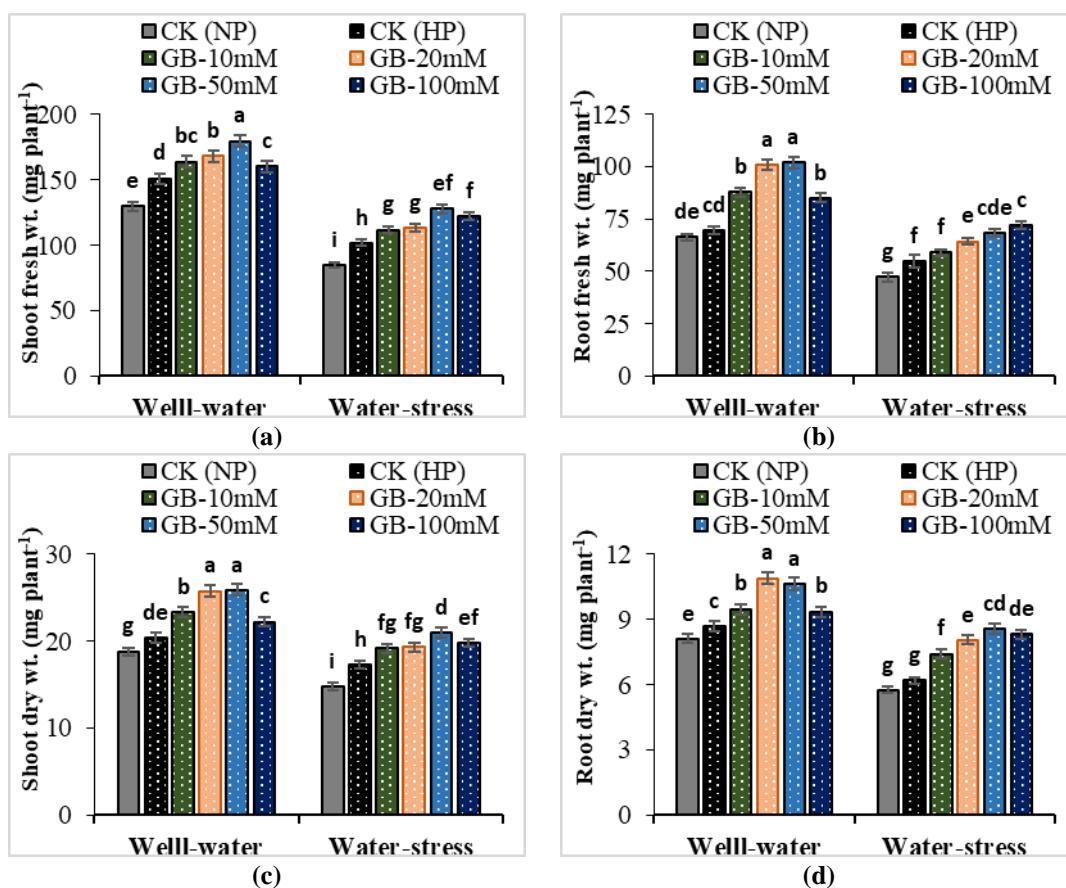 CK (NP) CK (HP)
GB-10mM GB-20mM
GB-50mM GB-100mM
Shoot fresh wt. (mg plant⁻¹)
200
150
100
50
0
e d bc b a c
i h g g ef f
Welll-water Water-stress
(a)
CK (NP) CK (HP)
GB-10mM GB-20mM
GB-50mM GB-100mM
Root fresh wt. (mg plant⁻¹)
125
100
75
50
25
0
de cd b a a b
g f f e cde c
Welll-water Water-stress
(b)
CK (NP) CK (HP)
GB-10mM GB-20mM
GB-50mM GB-100mM
Shoot dry wt. (mg plant⁻¹)
30
20
10
0
g de b a a c
i h fg fg d ef
Welll-water Water-stress
(c)
CK (NP) CK (HP)
GB-10mM GB-20mM
GB-50mM GB-100mM
Root dry wt. (mg plant⁻¹)
12
9
6
3
0
e c b a a b
g g f e cd de
Welll-water Water-stress
(d)